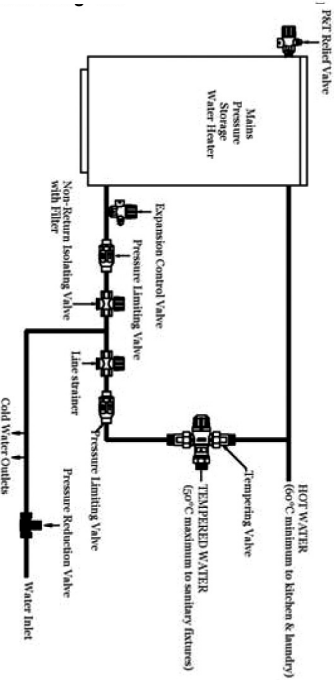 P&T Relief Valve
Mains
Pressure
Storage
Water Heater
HOT WATER
(60°C minimum to kitchen & laundry)
Tempering Valve
TEMPERED WATER
(50°C maximum to sanitary fixtures)
Expansion Control Valve
Pressure Limiting Valve
Non-Return Isolating Valve
with Filter
Line strainer
Pressure Limiting Valve
Cold Water Outlets
Pressure Reduction Valve
Water Inlet